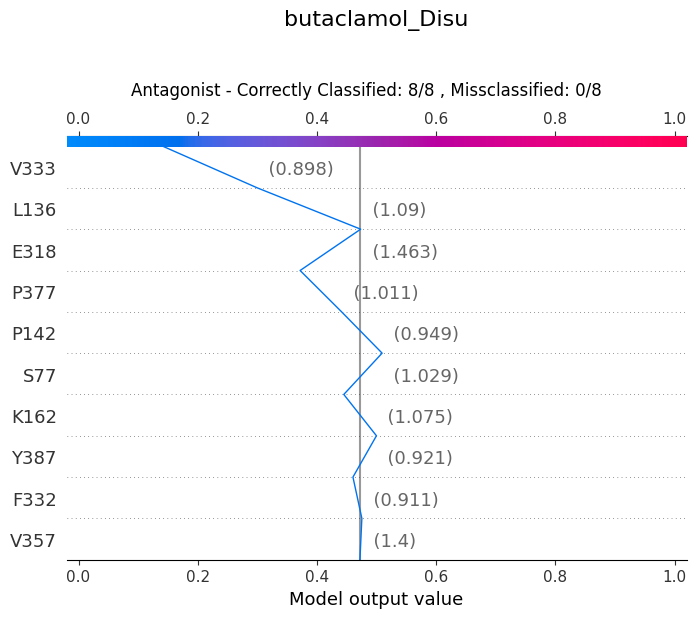 butaclamol_Disu
Antagonist - Correctly Classified: 8/8 , Missclassified: 0/8
0.0 0.2 0.4 0.6 0.8 1.0
V333 (0.898)
L136 (1.09)
E318 (1.463)
P377 (1.011)
P142 (0.949)
S77 (1.029)
K162 (1.075)
Y387 (0.921)
F332 (0.911)
V357 (1.4)
0.0 0.2 0.4 0.6 0.8 1.0
Model output value